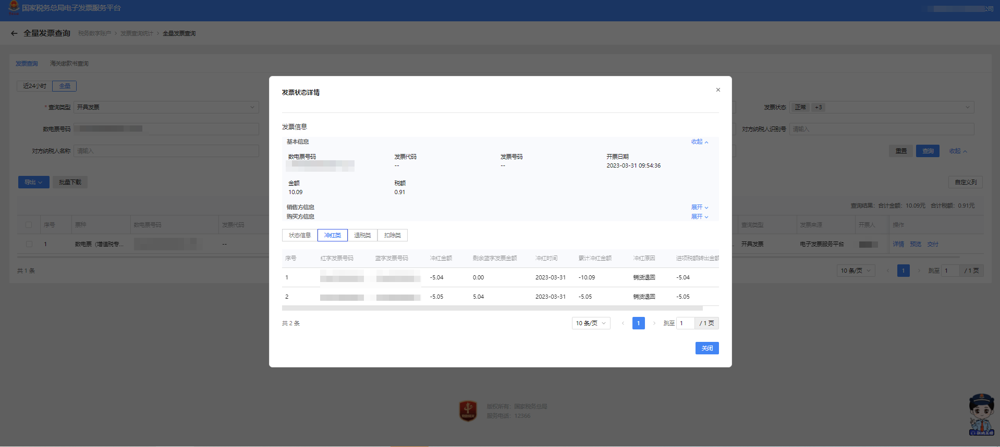 国家税务总局电子发票服务平台
公司
全量发票查询 税务数字账户 > 发票查询统计 > 全量发票查询
发票查询 海关缴款书查询
近24小时 全量
* 查询类型 开具发票
发票状态 正常 +3
数电票号码
对方纳税人识别号 请输入
对方纳税人名称 请输入
重置 查询 收起
导出 批量下载
自定义列
查询结果: 合计金额: 10.09元 合计税额: 0.91元
序号 票种 数电票号码 发票代码 查询类型 发票来源 开票人 操作
1 数电票（增值税专... -- 开具发票 电子发票服务平台 详情 预览 交付
共 1 条
10 条/页 < 1 > 跳至 1 / 1 页
发票状态详情 ×
发票信息
基本信息 收起
数电票号码 发票代码 发票号码 开票日期
-- -- 2023-03-31 09:54:36
金额 税额
10.09 0.91
销售方信息 展开
购买方信息 展开
状态信息 冲红类 退税类 扣除类
序号 红字发票号码 蓝字发票号码 冲红金额 剩余蓝字发票金额 冲红时间 累计冲红金额 冲红原因 进项税额转出金额
1 -5.04 0.00 2023-03-31 -10.09 销货退回 -5.04
2 -5.05 5.04 2023-03-31 -5.05 销货退回 -5.05
共 2 条
10 条/页 < 1 > 跳至 1 / 1 页
关闭
版权所有: 国家税务总局
服务电话: 12366